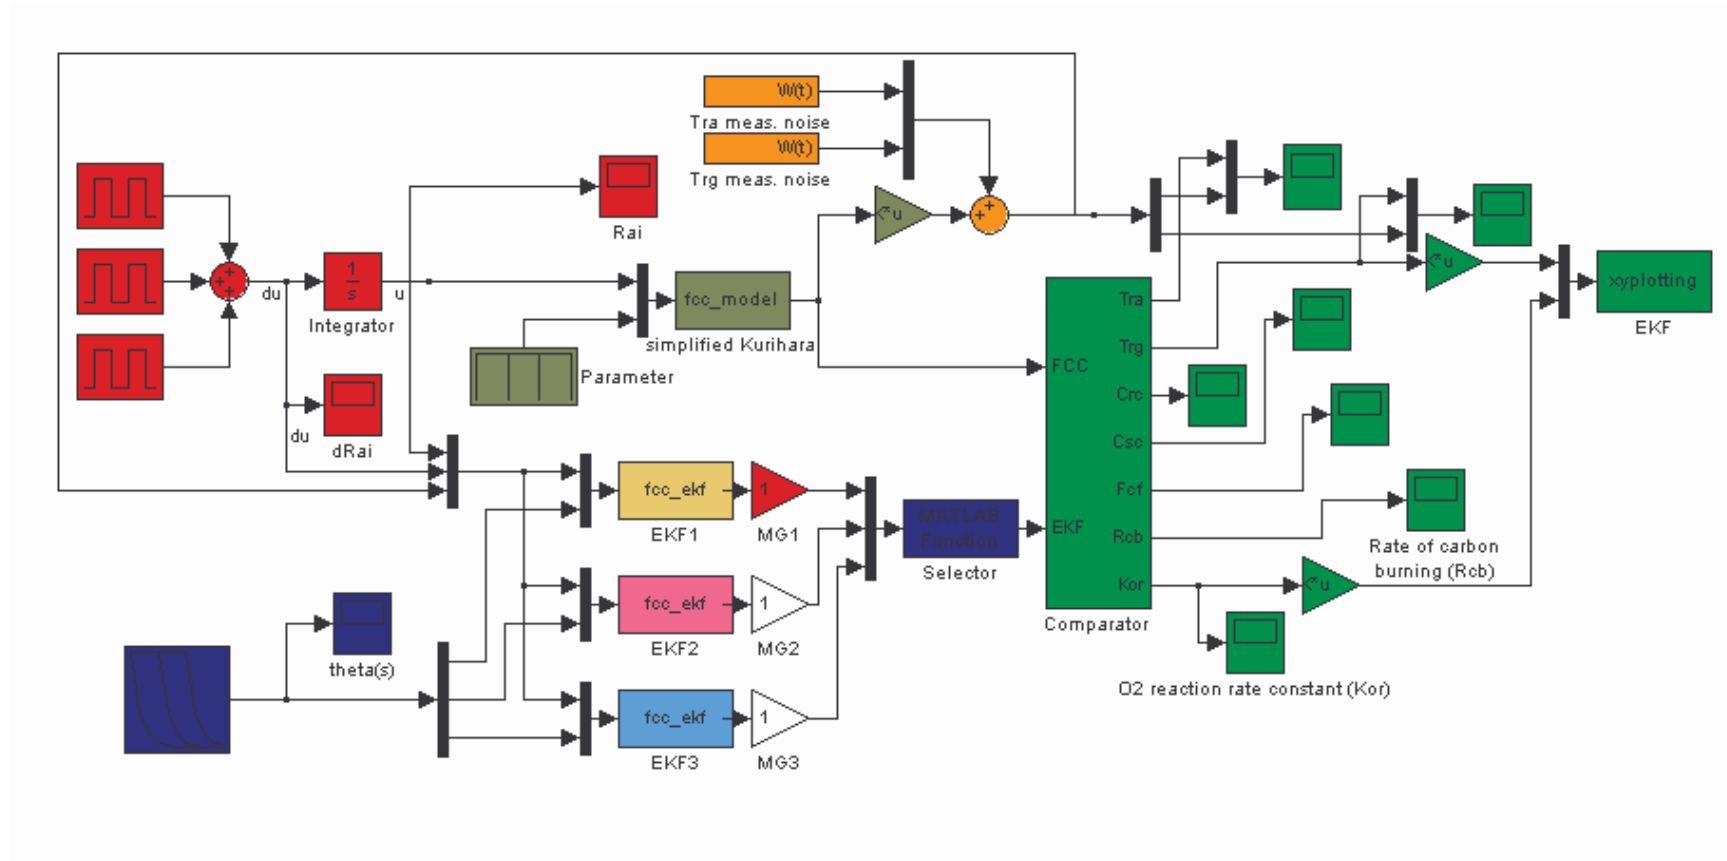 W(t)
Tra meas. noise
W(t)
Trg meas. noise
Rai
+
+
u
+
+
+
du
1
s
Integrator
u
fcc_model
simplified Kurihara
Parameter
du
dRai
u
xyplotting
EKF
Tra
Trg
FCC
Crc
Csc
Fcf
EKF
Rcb
Kor
Comparator
Rate of carbon
burning (Rcb)
u
O2 reaction rate constant (Kor)
fcc_ekf
EKF1
1
MG1
MATLAB
Function
Selector
fcc_ekf
EKF2
1
MG2
theta(s)
fcc_ekf
EKF3
1
MG3